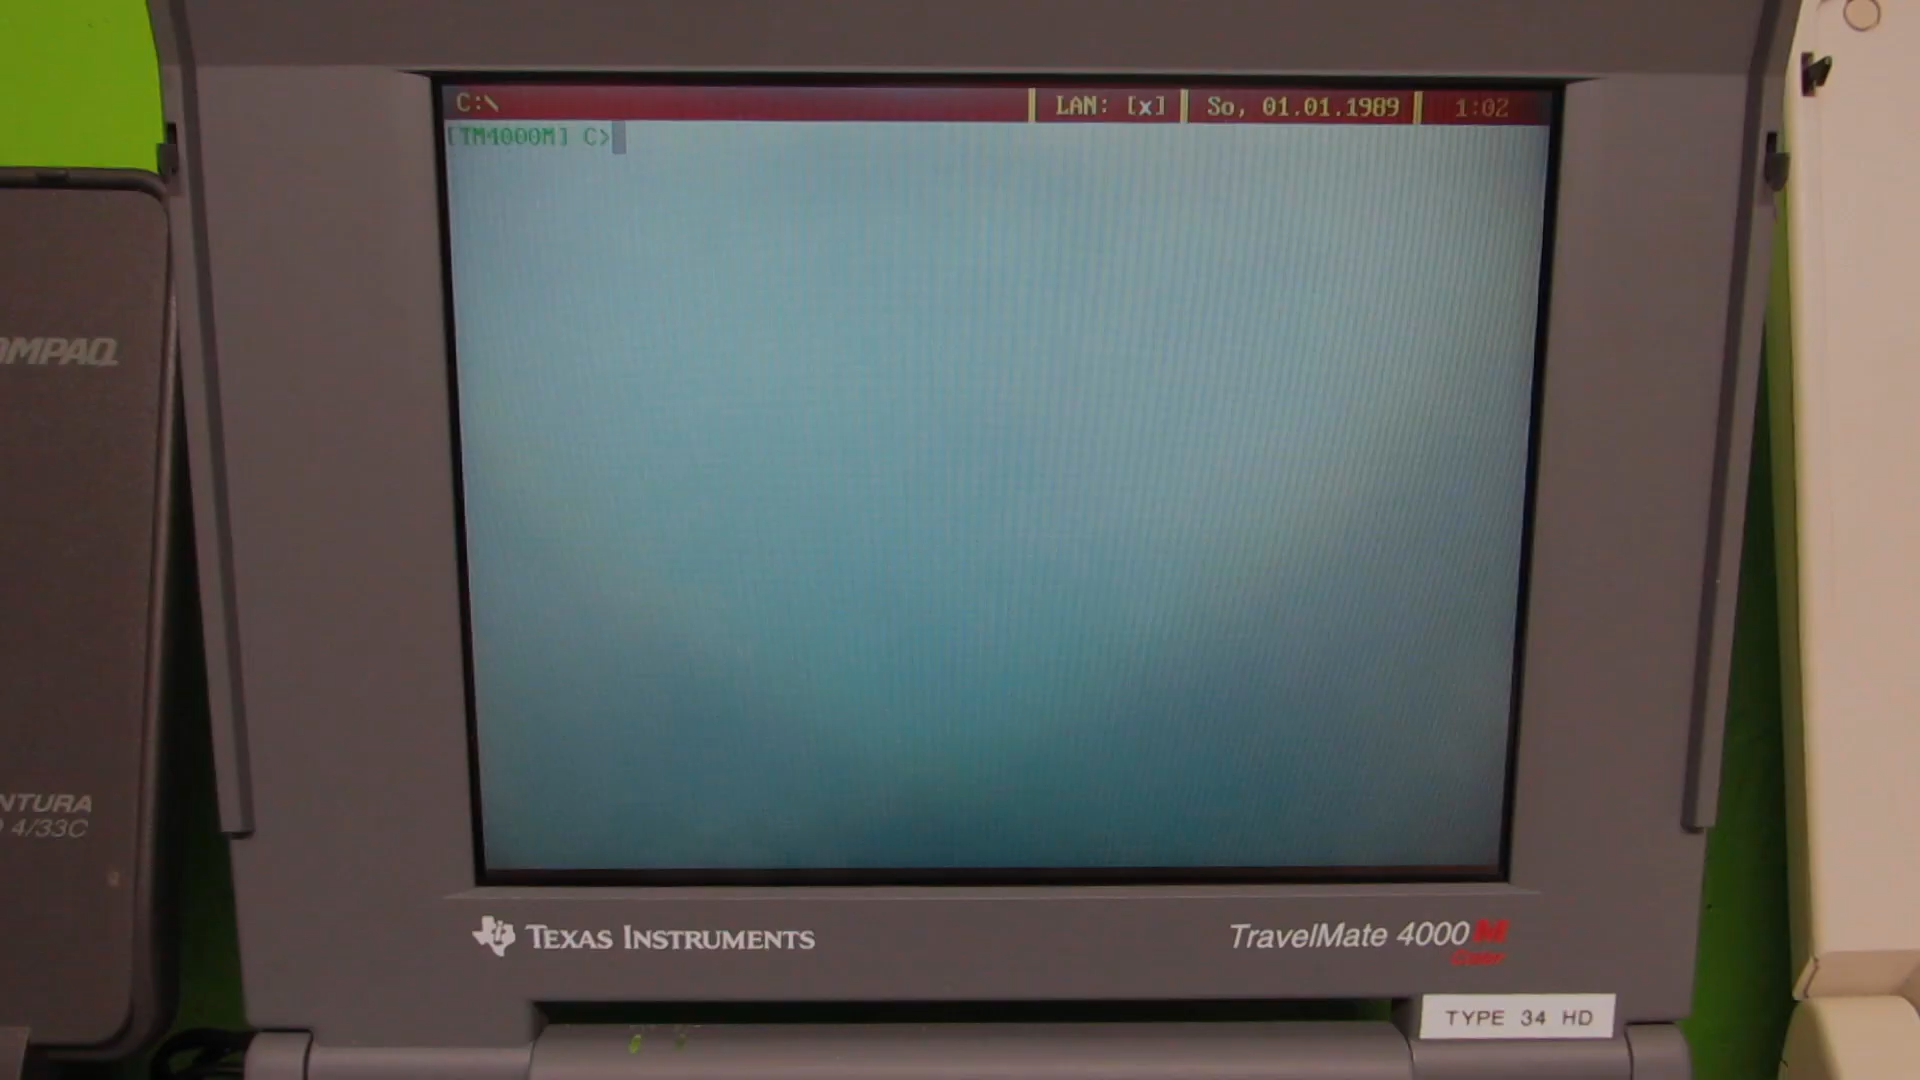 C:\ LAN: [x] So, 01.01.1989 1:02
[TM4000M] C>
OMPAQ
NTURA
4/33C
TEXAS INSTRUMENTS
TravelMate 4000M
Color
TYPE 34 HD